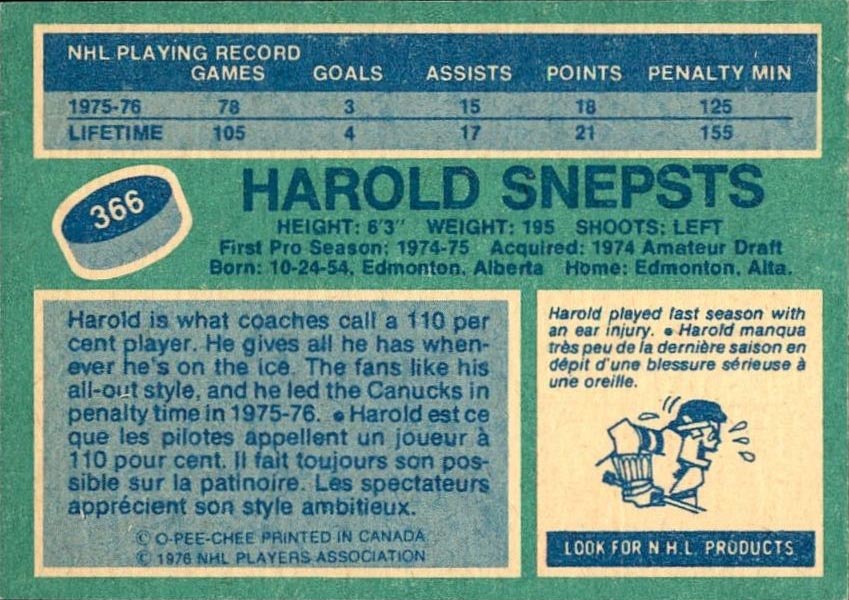 NHL PLAYING RECORD
GAMES GOALS ASSISTS POINTS PENALTY MIN
1975-76 78 3 15 18 125
LIFETIME 105 4 17 21 155
366
HAROLD SNEPSTS
HEIGHT: 6'3" WEIGHT: 195 SHOOTS: LEFT
First Pro Season: 1974-75 Acquired: 1974 Amateur Draft
Born: 10-24-54, Edmonton, Alberta Home: Edmonton, Alta.
Harold is what coaches call a 110 per
cent player. He gives all he has when-
ever he's on the ice. The fans like his
all-out style, and he led the Canucks in
penalty time in 1975-76. • Harold est ce
que les pilotes appellent un joueur à
110 pour cent. Il fait toujours son pos-
sible sur la patinoire. Les spectateurs
apprécient son style ambitieux.
© O-PEE-CHEE PRINTED IN CANADA
© 1976 NHL PLAYERS ASSOCIATION
Harold played last season with
an ear injury. • Harold manqua
très peu de la dernière saison en
dépit d'une blessure sérieuse à
une oreille.
LOOK FOR N.H.L. PRODUCTS